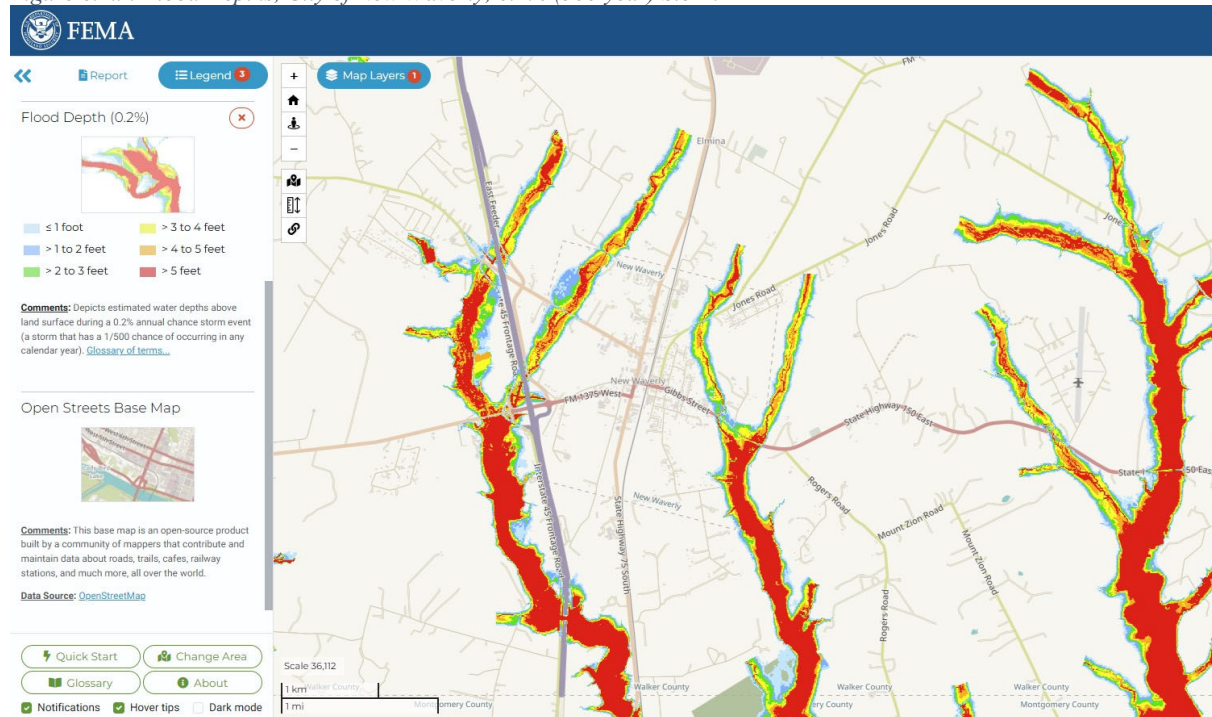 FEMA
Report
Legend 3
Map Layers 1
Flood Depth (0.2%)
≤ 1 foot
> 3 to 4 feet
> 1 to 2 feet
> 4 to 5 feet
> 2 to 3 feet
> 5 feet
Comments: Depicts estimated water depths above
land surface during a 0.2% annual chance storm event
(a storm that has a 1/500 chance of occurring in any
calendar year). Glossary of terms...
Open Streets Base Map
Comments: This base map is an open-source product
built by a community of mappers that contribute and
maintain data about roads, trails, cafes, railway
stations, and much more, all over the world.
Data Source: OpenStreetMap
Quick Start
Change Area
Glossary
About
Notifications
Hover tips
Dark mode
Elmina
East Feeder
Jones Road
New Waverly
Jones Road
Interstate 45 Frontage Road
New Waverly
FM-1375 West
Gibbs Street
State Highway 150 East
50 East
Interstate 45 Frontage Road
State Highway 75 South
New Waverly
Rogers Road
Mount Zion Road
Mount Zion Road
Rogers Road
Scale 36,112
1 km
1 mi
Walker County
Montgomery County
Walker County
Walker County
ery County
Walker County
Montgomery County